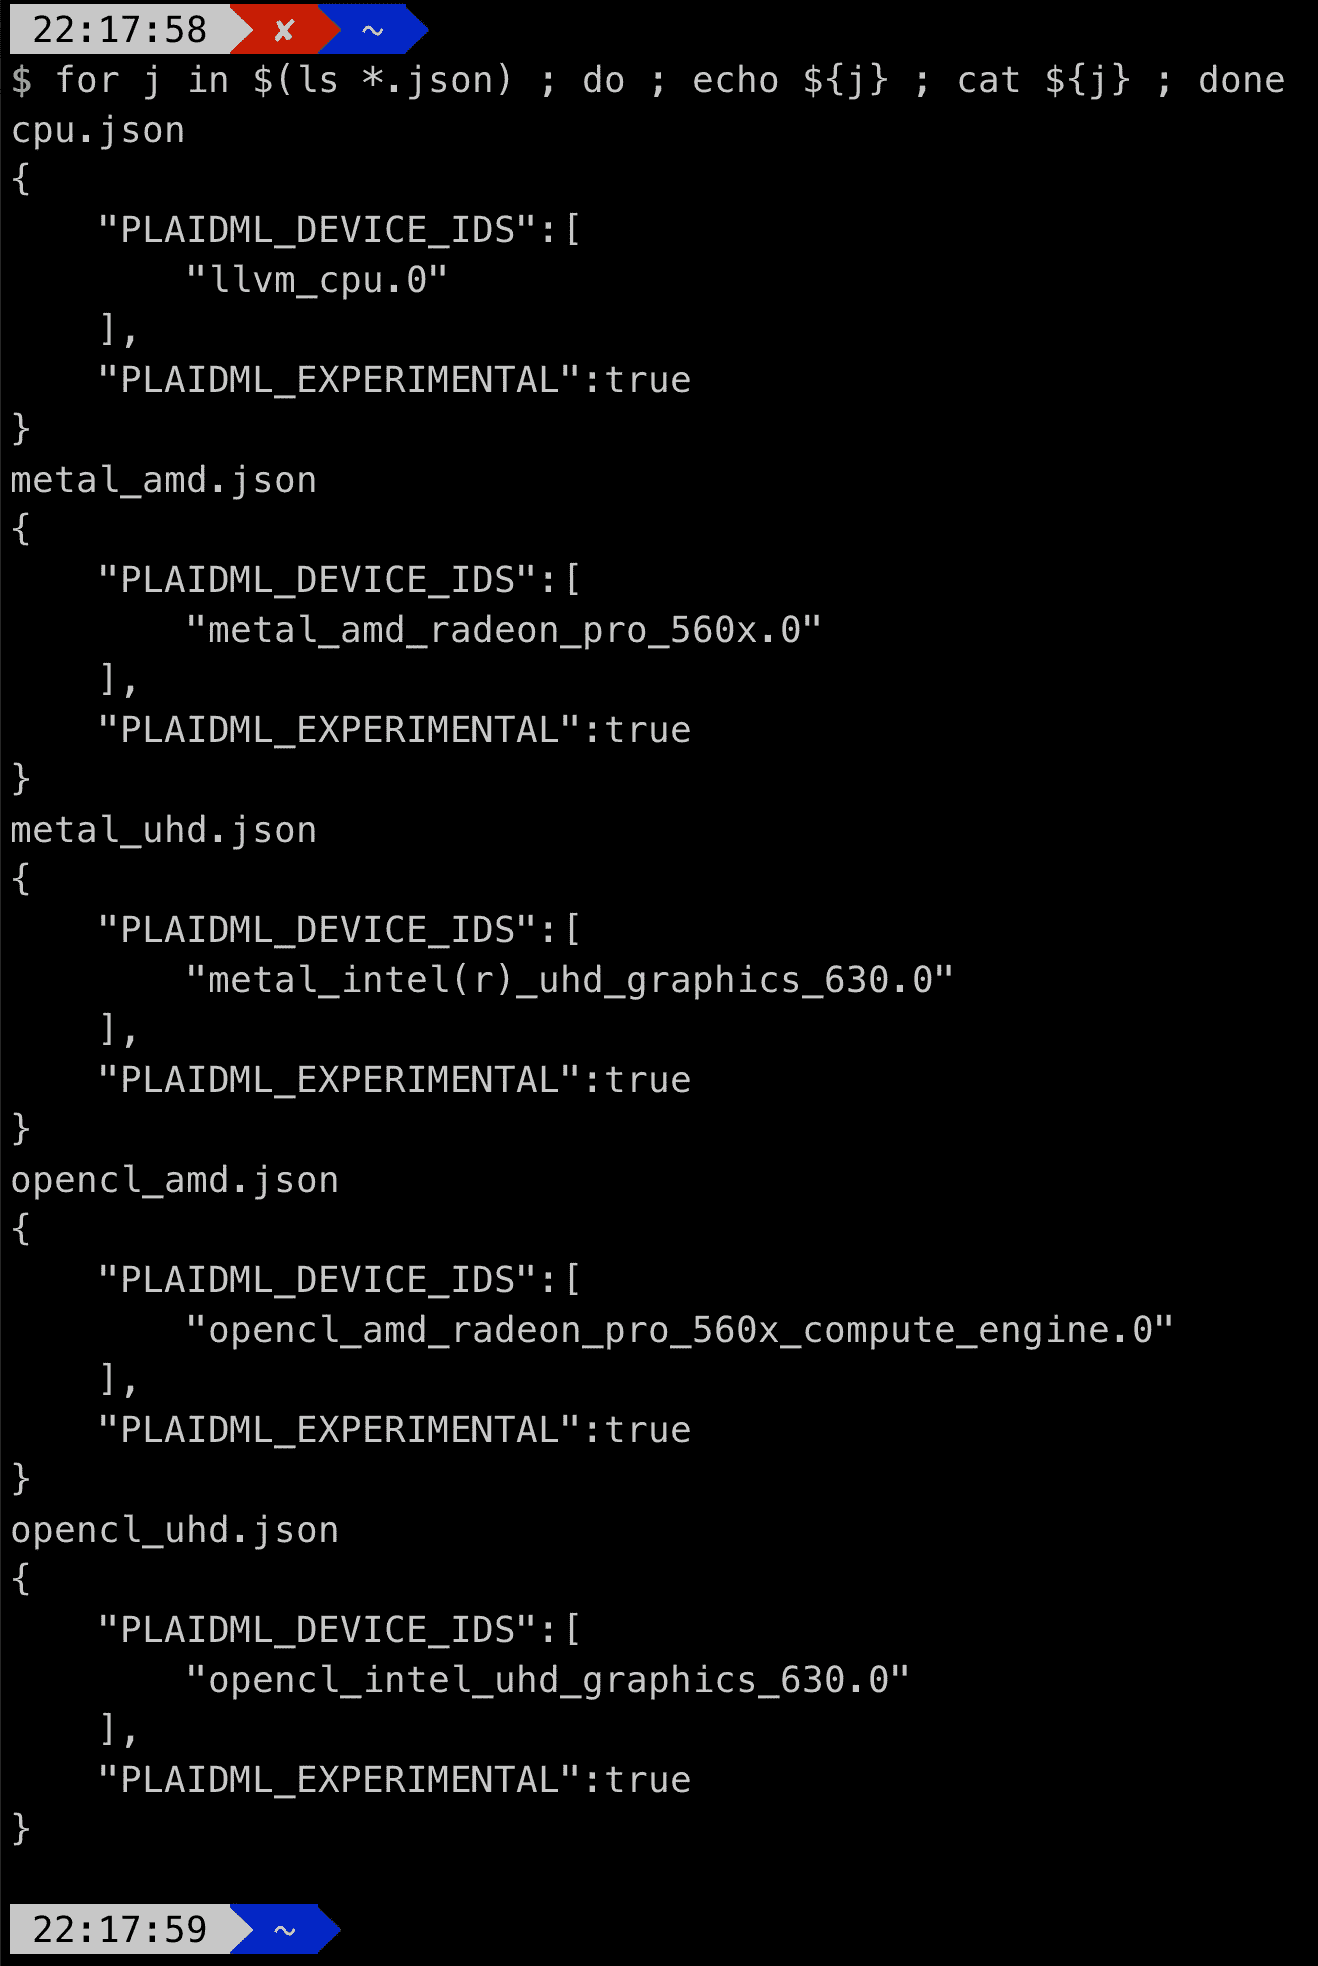 22:17:58 ✘ ~
$ for j in $(ls *.json) ; do ; echo ${j} ; cat ${j} ; done
cpu.json
{
    "PLAIDML_DEVICE_IDS":[
        "llvm_cpu.0"
    ],
    "PLAIDML_EXPERIMENTAL":true
}
metal_amd.json
{
    "PLAIDML_DEVICE_IDS":[
        "metal_amd_radeon_pro_560x.0"
    ],
    "PLAIDML_EXPERIMENTAL":true
}
metal_uhd.json
{
    "PLAIDML_DEVICE_IDS":[
        "metal_intel(r)_uhd_graphics_630.0"
    ],
    "PLAIDML_EXPERIMENTAL":true
}
opencl_amd.json
{
    "PLAIDML_DEVICE_IDS":[
        "opencl_amd_radeon_pro_560x_compute_engine.0"
    ],
    "PLAIDML_EXPERIMENTAL":true
}
opencl_uhd.json
{
    "PLAIDML_DEVICE_IDS":[
        "opencl_intel_uhd_graphics_630.0"
    ],
    "PLAIDML_EXPERIMENTAL":true
}
22:17:59 ~